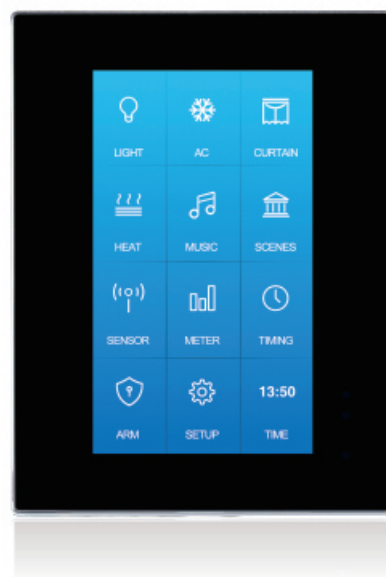 LIGHT AC CURTAIN
HEAT MUSIC SCENES
SENSOR METER TIMING
13:50
ARM SETUP TIME